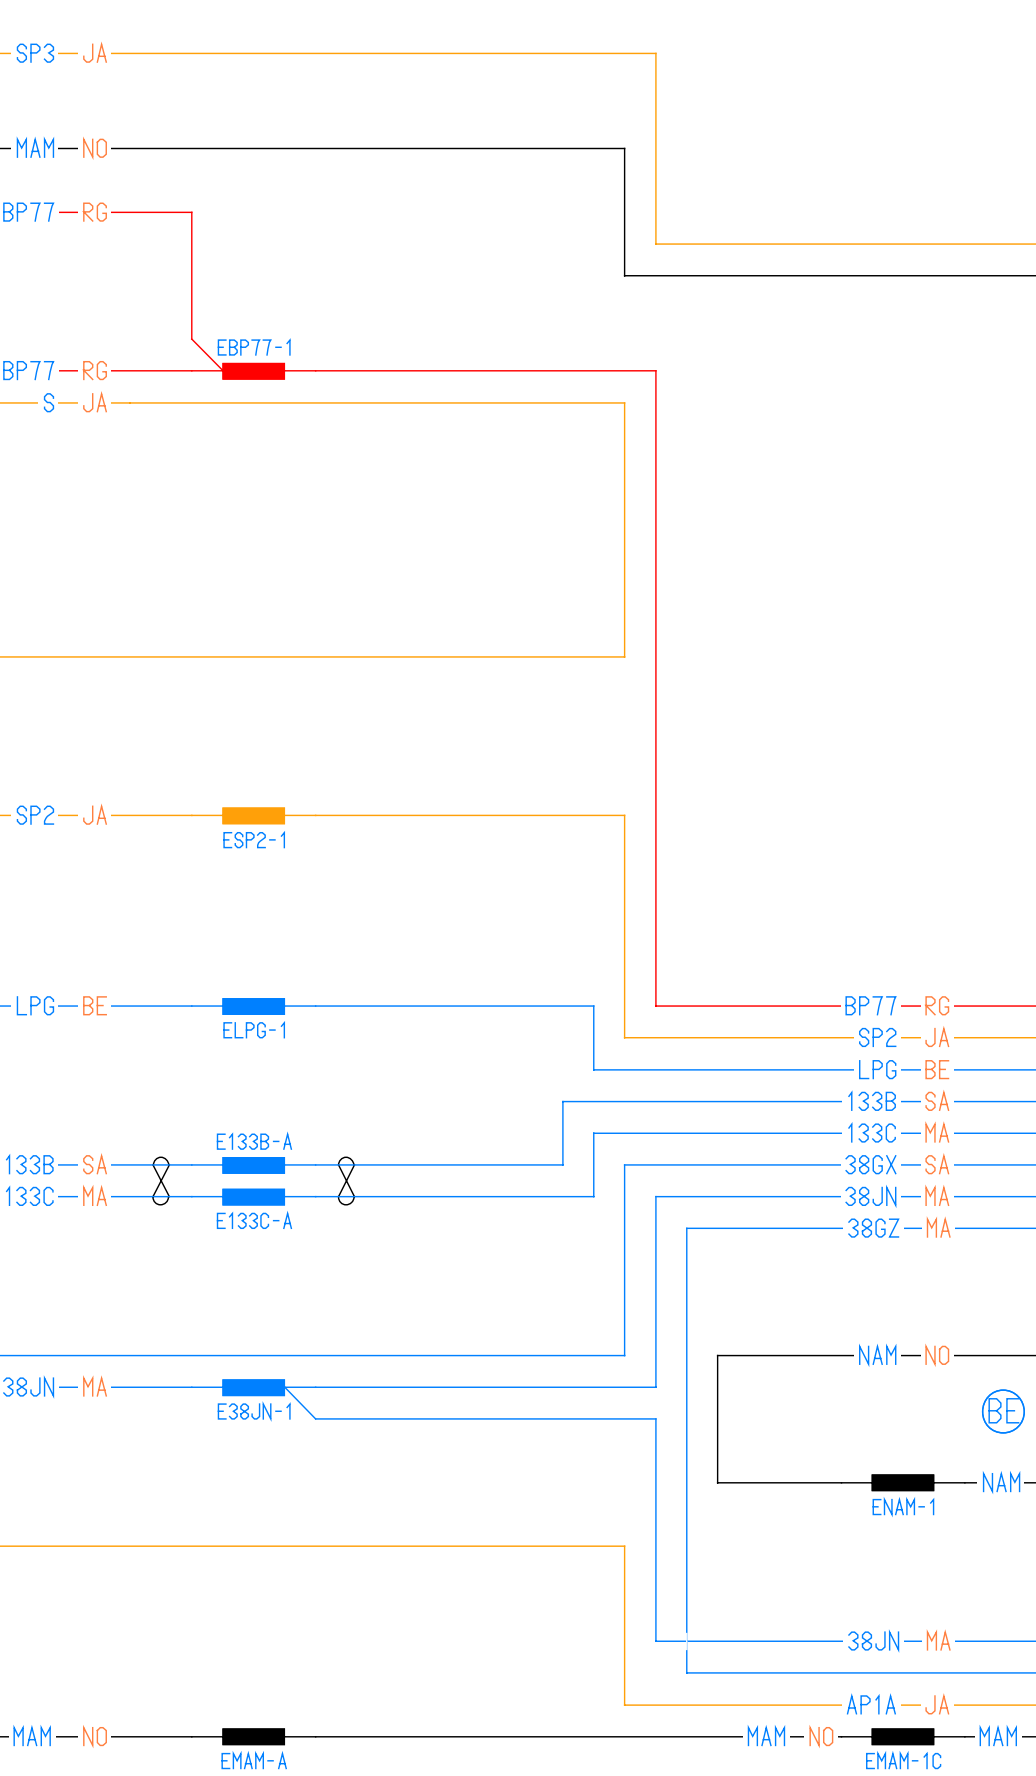 SP3 JA
MAM NO
BP77 RG
EBP77-1
BP77 RG
S JA
SP2 JA
ESP2-1
LPG BE
BP77 RG
ELPG-1
SP2 JA
LPG BE
133B SA
E133B-A
133C MA
133B SA
38GX SA
133C MA
38JN MA
E133C-A
38GZ MA
NAM NO
38JN MA
E38JN-1
BE
NAM
ENAM-1
38JN MA
AP1A JA
MAM NO
MAM NO
MAM
EMAM-A
EMAM-1C